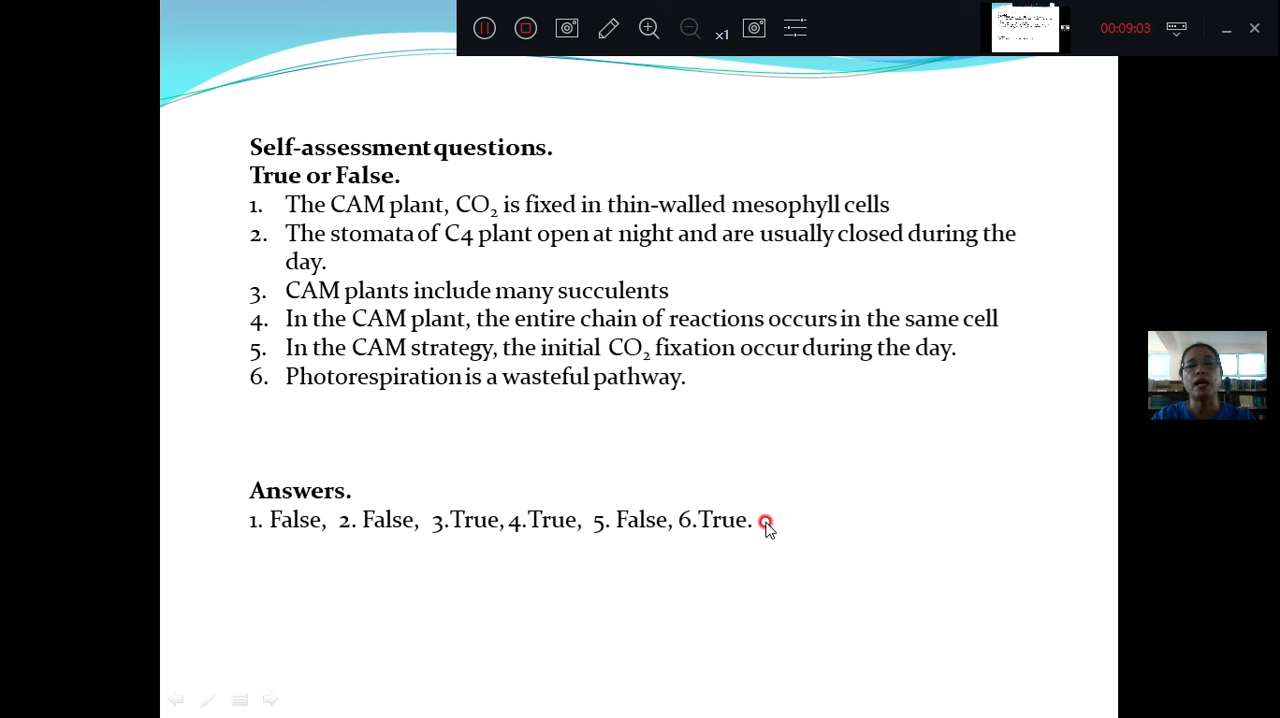 x1
00:09:03
Self-assessment questions.
True or False.
1. The CAM plant, CO₂ is fixed in thin-walled mesophyll cells
2. The stomata of C4 plant open at night and are usually closed during the
day.
3. CAM plants include many succulents
4. In the CAM plant, the entire chain of reactions occurs in the same cell
5. In the CAM strategy, the initial CO₂ fixation occur during the day.
6. Photorespiration is a wasteful pathway.
Answers.
1. False, 2. False, 3.True, 4.True, 5. False, 6.True.